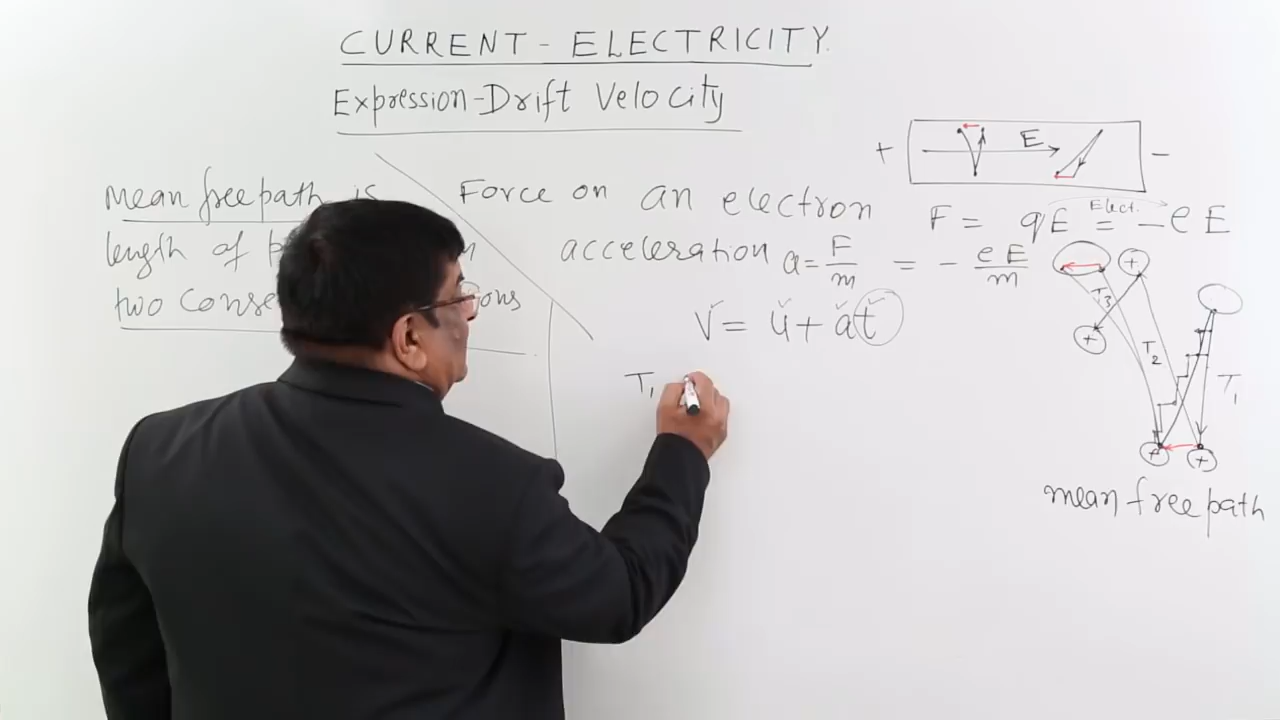 CURRENT - ELECTRICITY.
Expression-Drift Velocity
mean free path is
length of
two conse ions
Force on an electron F = qE Elect. = -eE
acceleration a = F/m = - eE/m
V = u + at
T₁
+ E -
+
T₃
+
T₂
T₁
+ +
mean free path